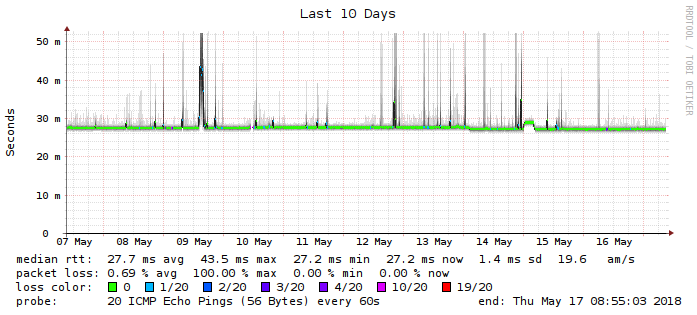 Last 10 Days
RRDTOOL / TOBI OETIKER
Seconds
50 m
40 m
30 m
20 m
10 m
0
07 May 08 May 09 May 10 May 11 May 12 May 13 May 14 May 15 May 16 May
median rtt: 27.7 ms avg 43.5 ms max 27.2 ms min 27.2 ms now 1.4 ms sd 19.6 am/s
packet loss: 0.69 % avg 100.00 % max 0.00 % min 0.00 % now
loss color: 0 1/20 2/20 3/20 4/20 10/20 19/20
probe: 20 ICMP Echo Pings (56 Bytes) every 60s end: Thu May 17 08:55:03 2018